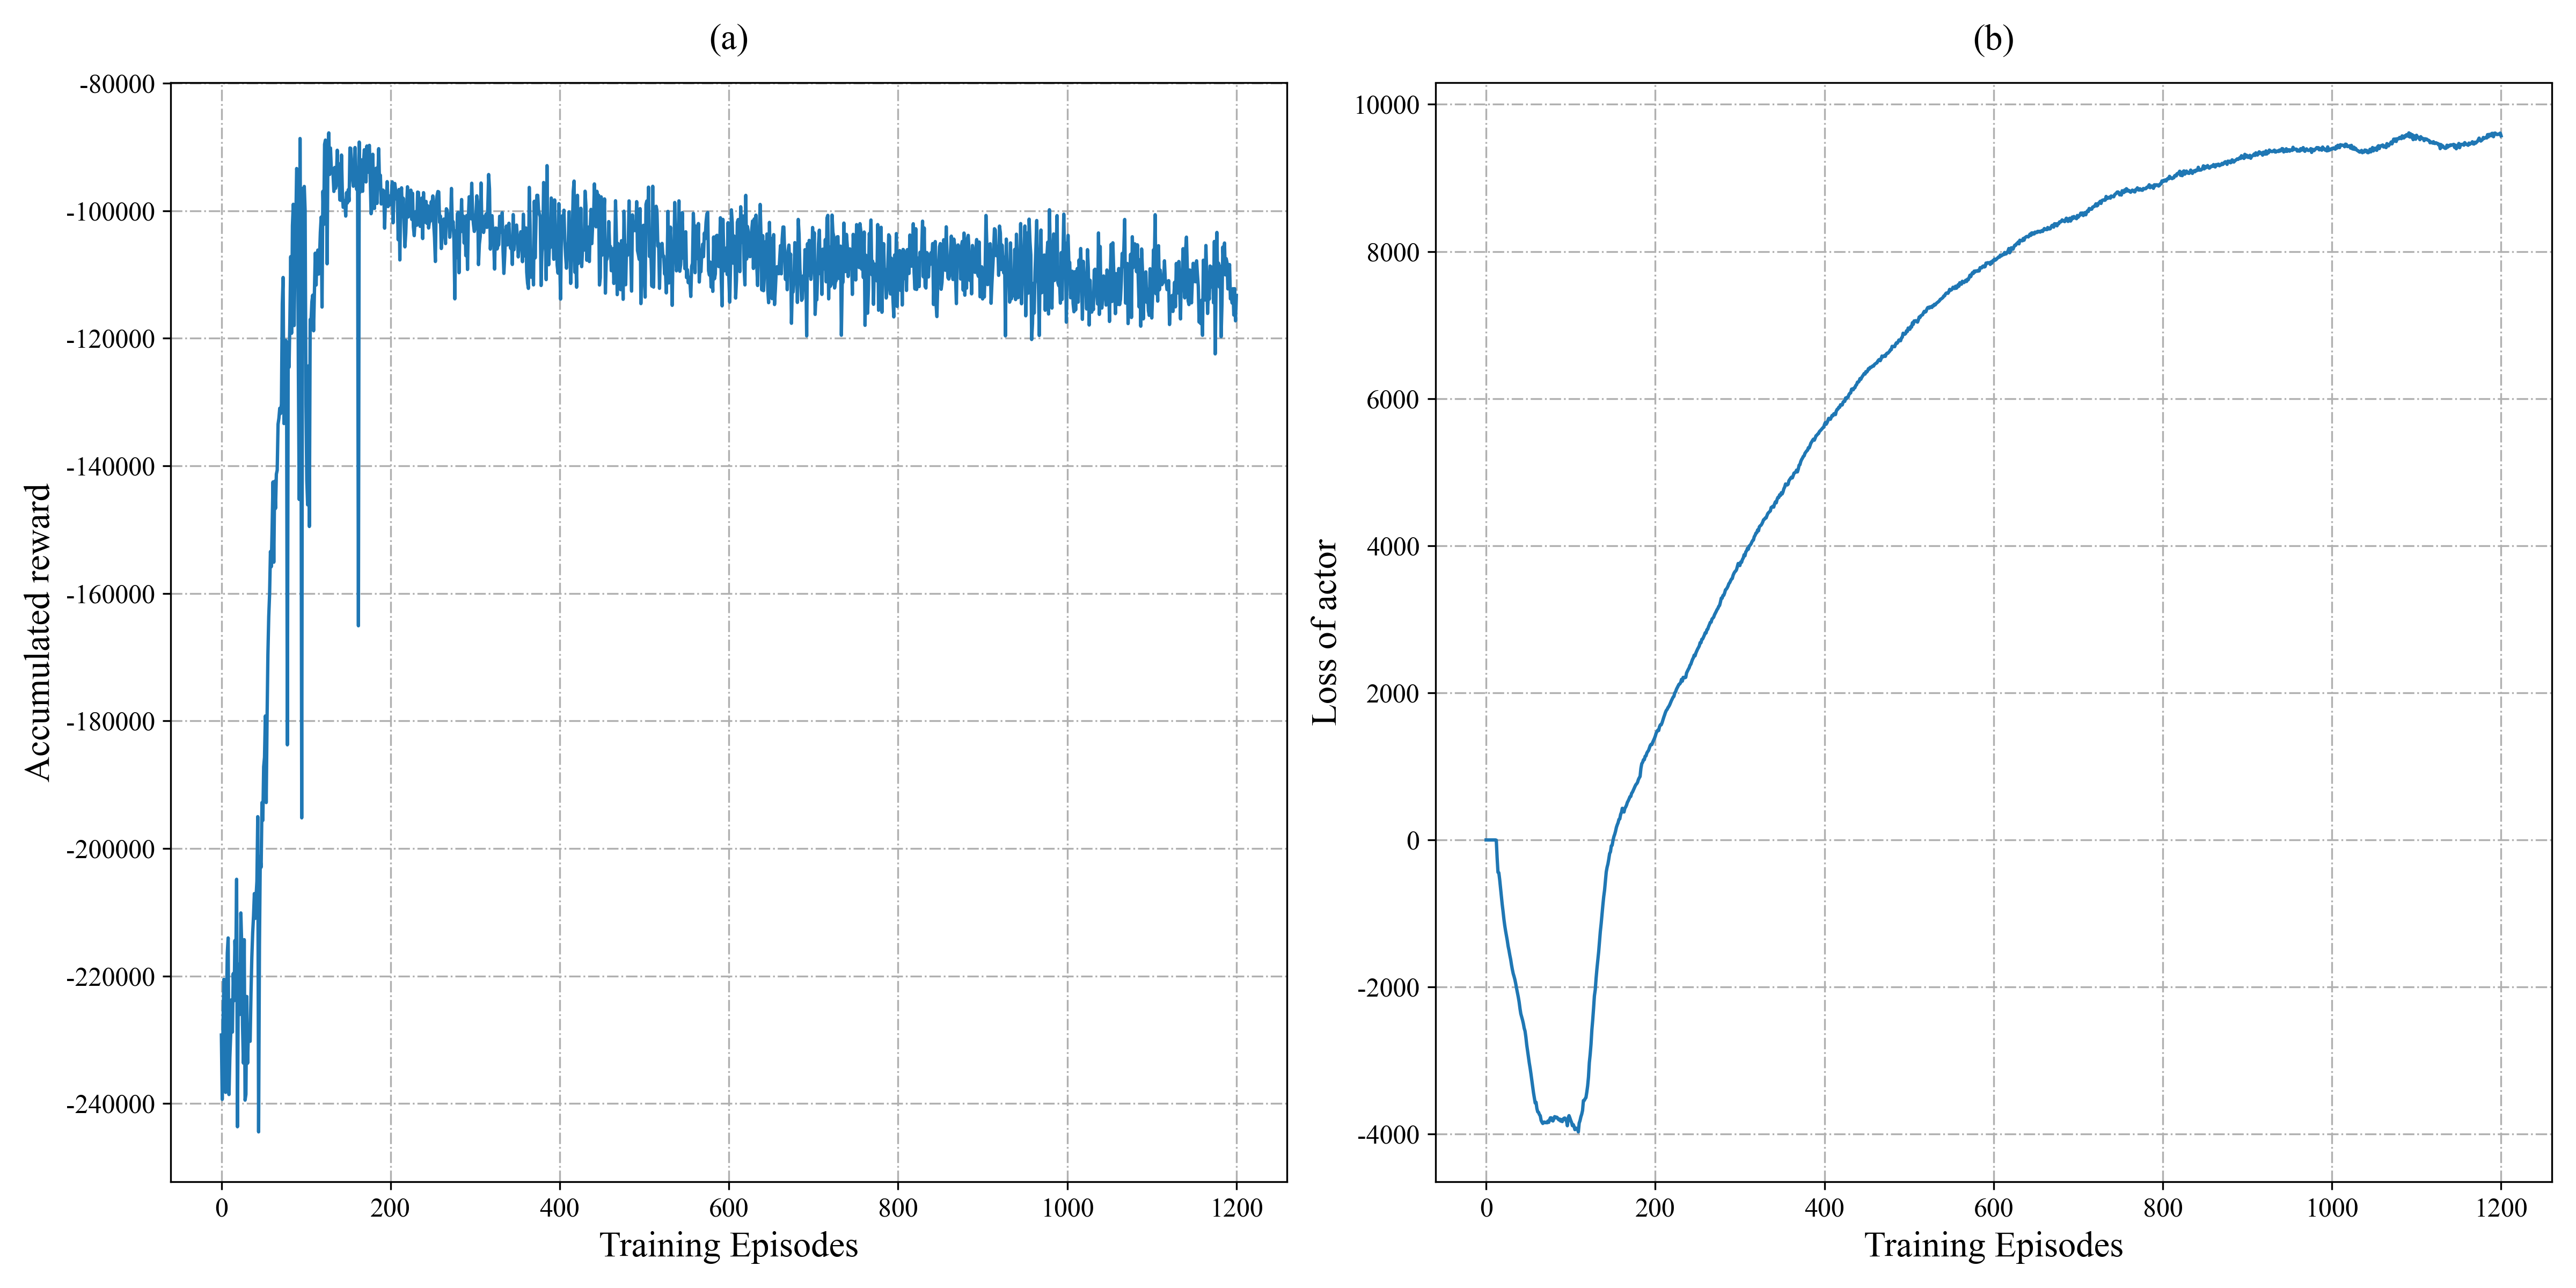 (a)
-80000
-100000
-120000
-140000
-160000
-180000
-200000
-220000
-240000
Accumulated reward
0 200 400 600 800 1000 1200
Training Episodes
(b)
10000
8000
6000
4000
2000
0
-2000
-4000
Loss of actor
0 200 400 600 800 1000 1200
Training Episodes